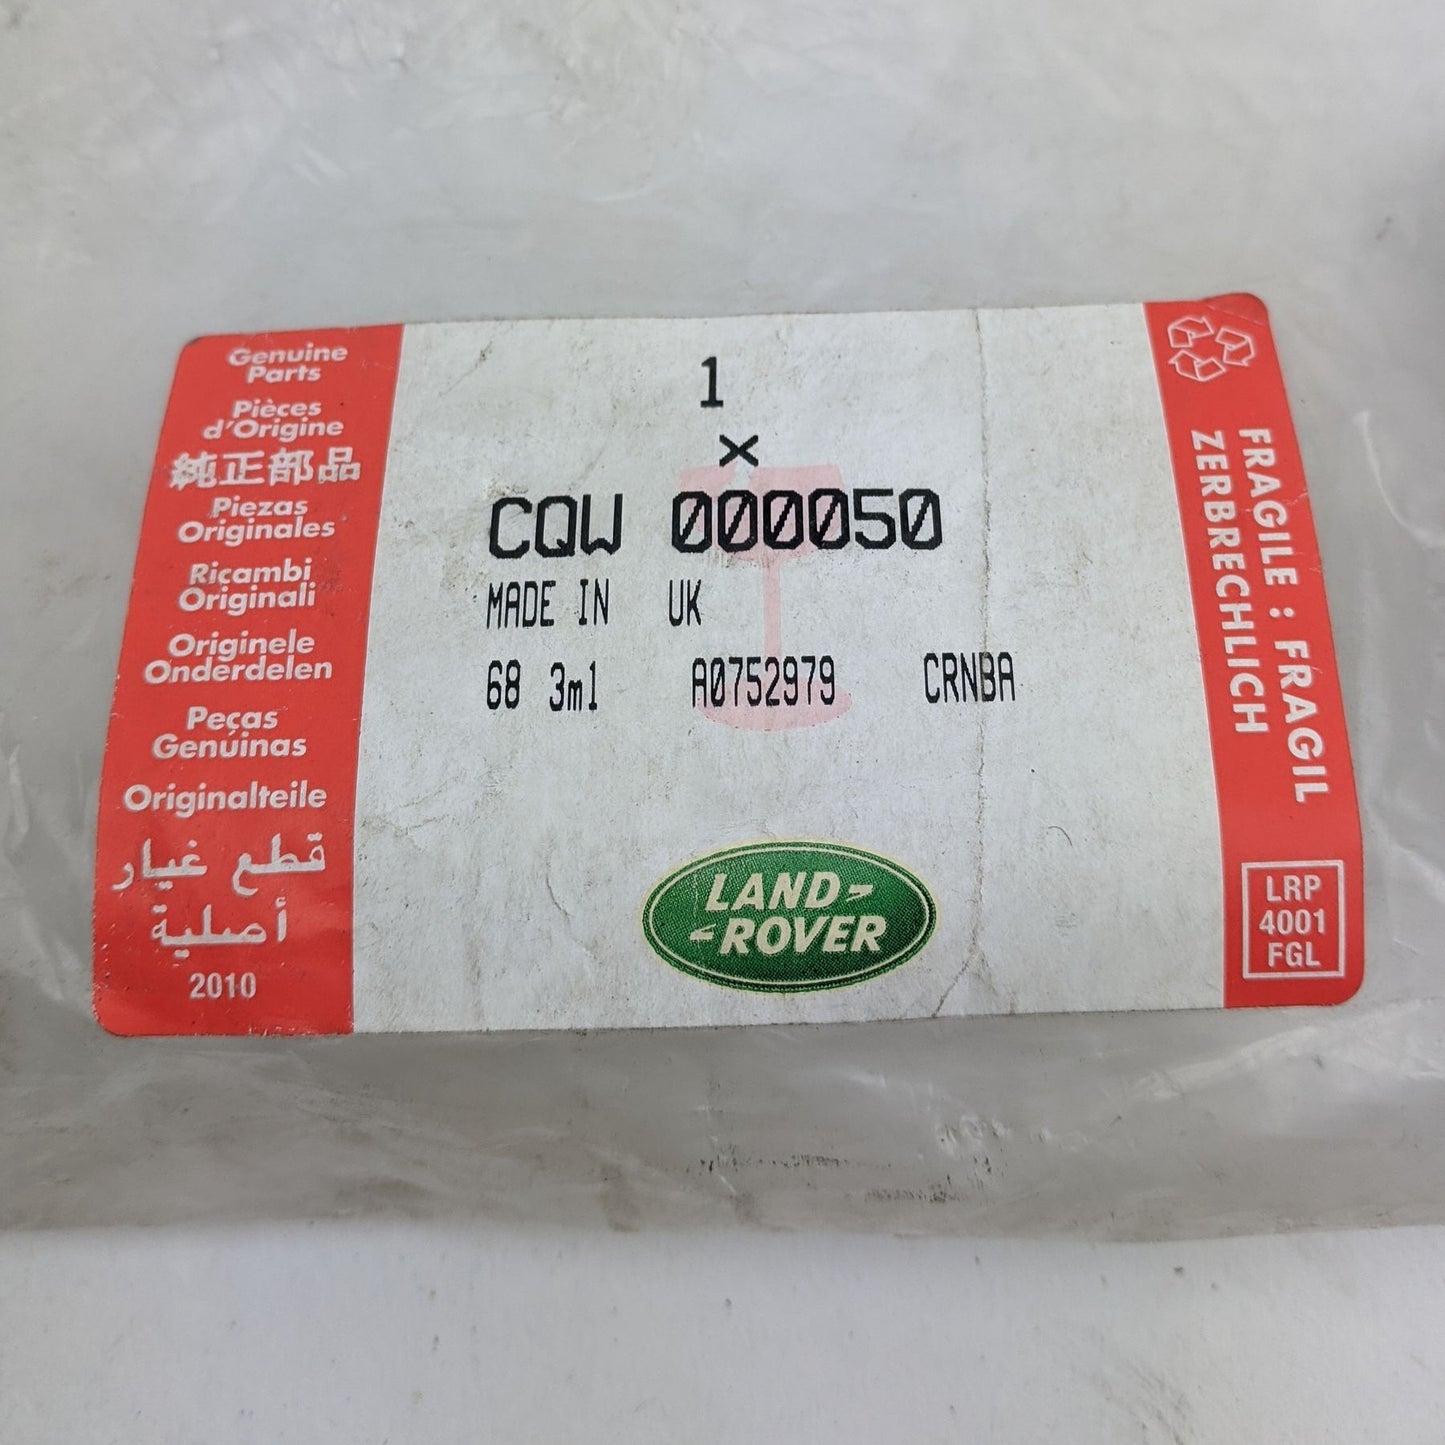 Genuine
Parts
Pièces
d'Origine
純正部品
Piezas
Originales
Ricambi
Originali
Originele
Onderdelen
Peças
Genuinas
Originalteile
قطع غيار
أصلية
2010
1
×
CQW 000050
MADE IN UK
68 3m1 A0752979 CRNBA
LAND-
-ROVER
FRAGILE : FRAGIL
ZERBRECHLICH
LRP
4001
FGL